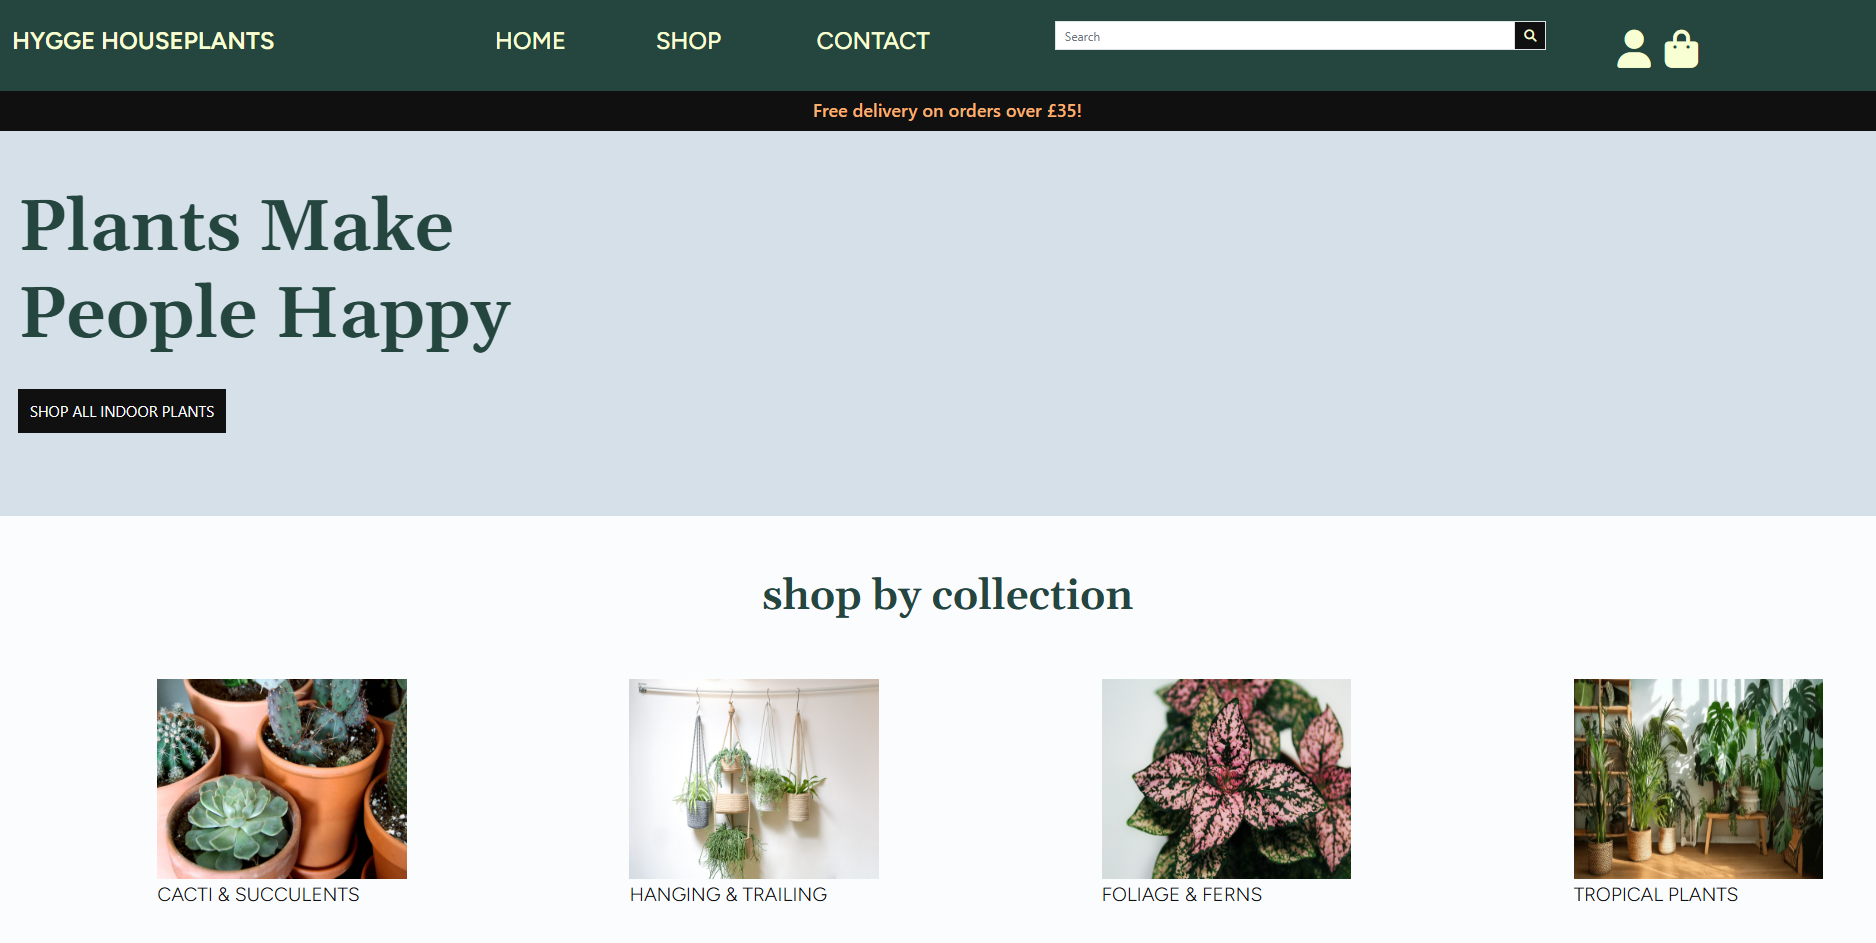 HYGGE HOUSEPLANTS
HOME
SHOP
CONTACT
Search
Free delivery on orders over £35!
Plants Make
People Happy
SHOP ALL INDOOR PLANTS
shop by collection
CACTI & SUCCULENTS
HANGING & TRAILING
FOLIAGE & FERNS
TROPICAL PLANTS